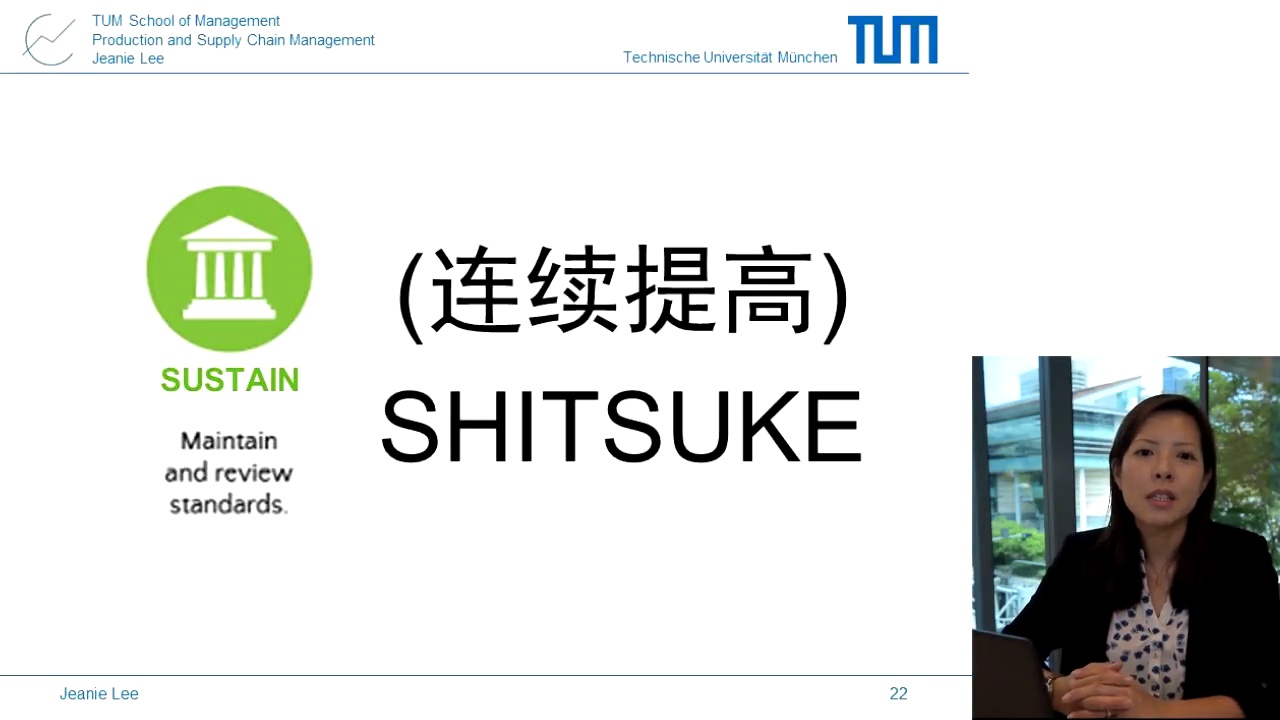 TUM School of Management
Production and Supply Chain Management
Jeanie Lee
Technische Universität München
TUM
(连续提高)
SHITSUKE
SUSTAIN
Maintain
and review
standards.
Jeanie Lee
22